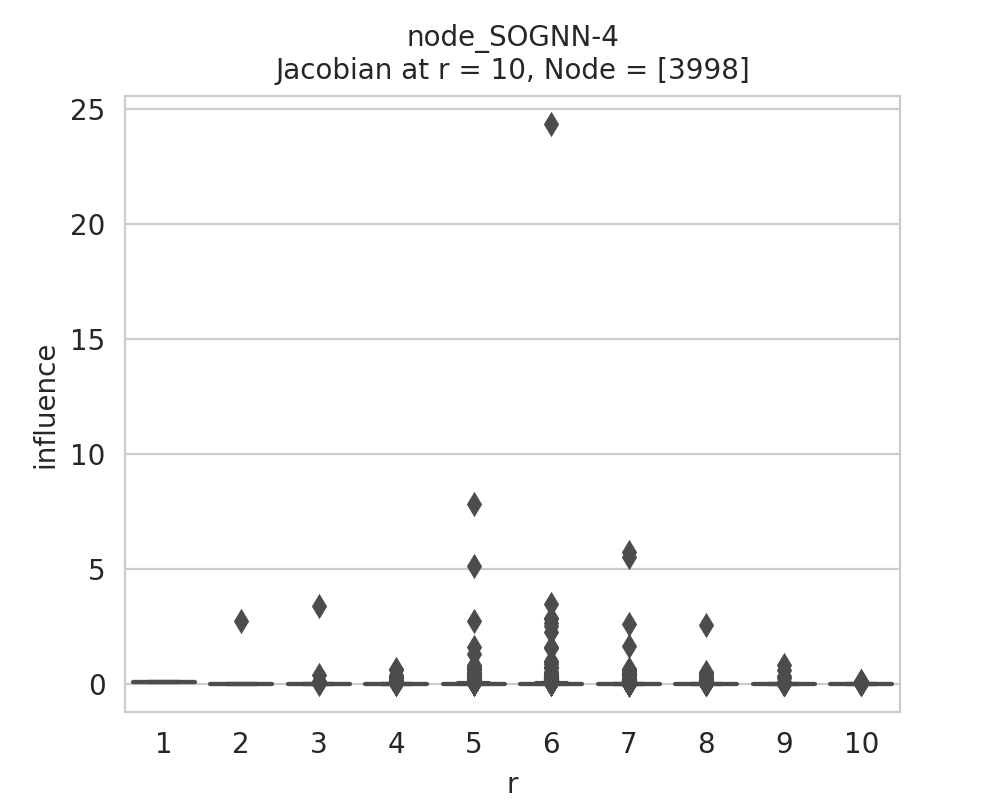 node_SOGNN-4
Jacobian at r = 10, Node = [3998]
25
20
15
10
5
0
influence
1 2 3 4 5 6 7 8 9 10
r